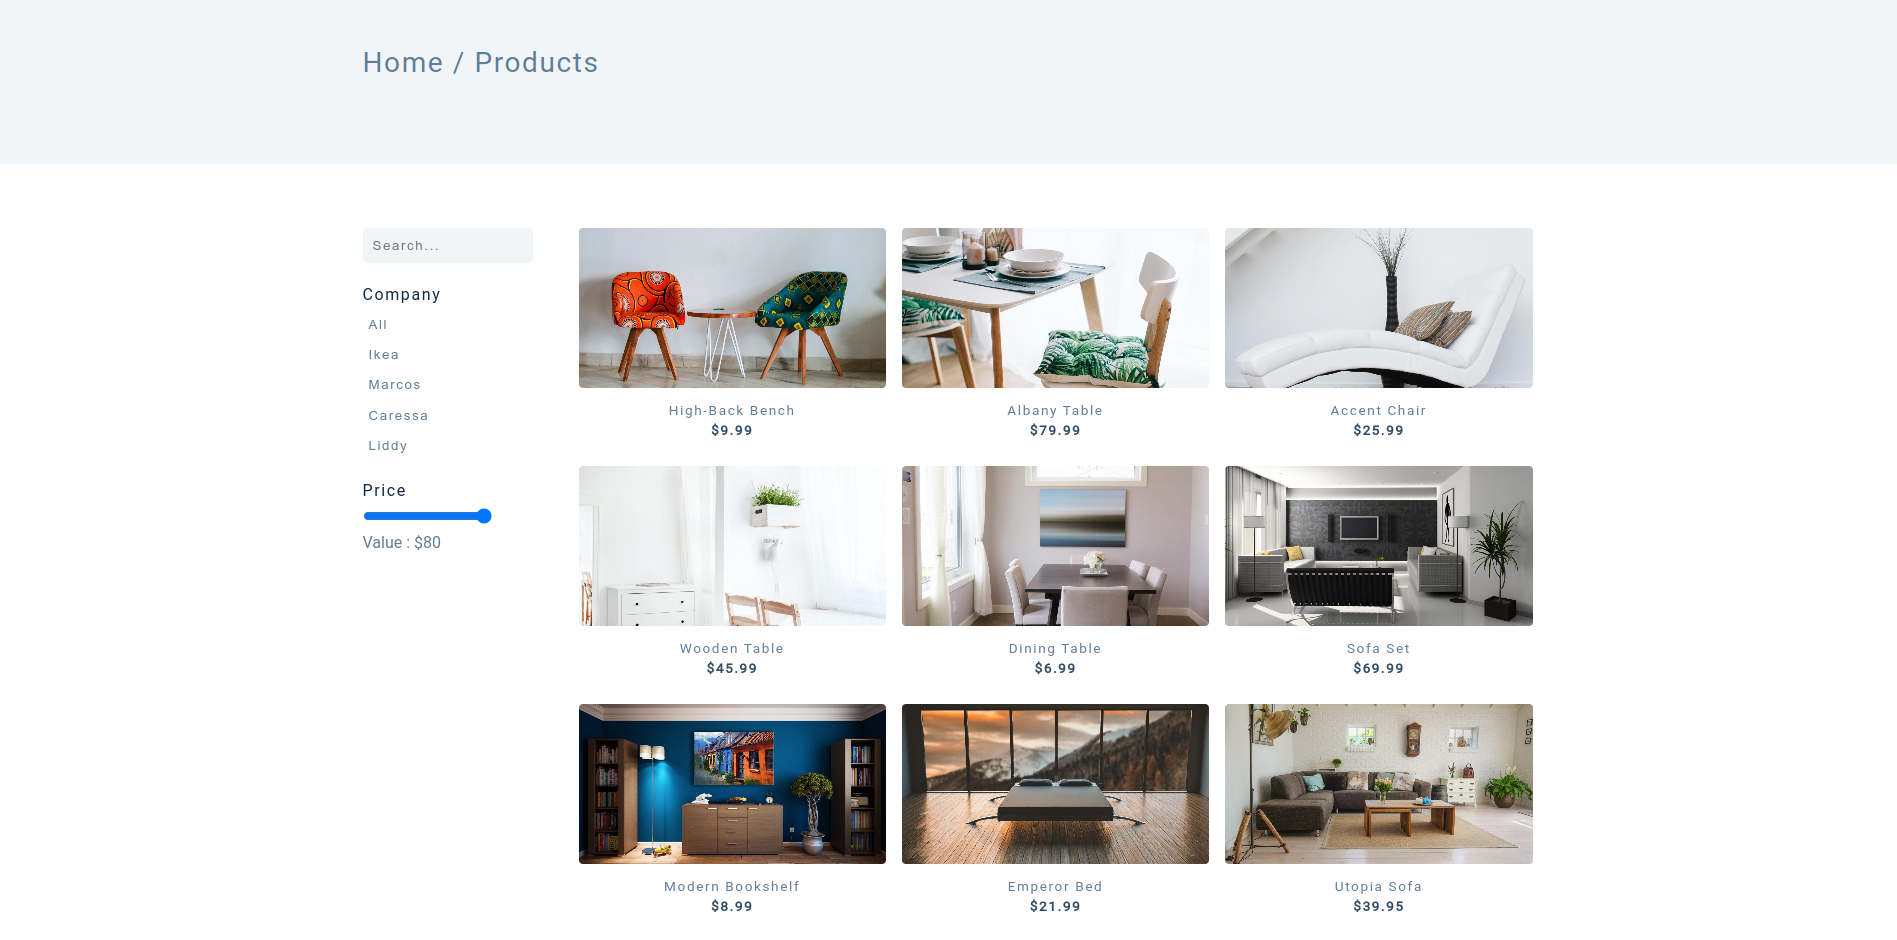 Home / Products
Search...
Company
All
Ikea
Marcos
Caressa
Liddy
Price
Value : $80
High-Back Bench
$9.99
Albany Table
$79.99
Accent Chair
$25.99
Wooden Table
$45.99
Dining Table
$6.99
Sofa Set
$69.99
Modern Bookshelf
$8.99
Emperor Bed
$21.99
Utopia Sofa
$39.95